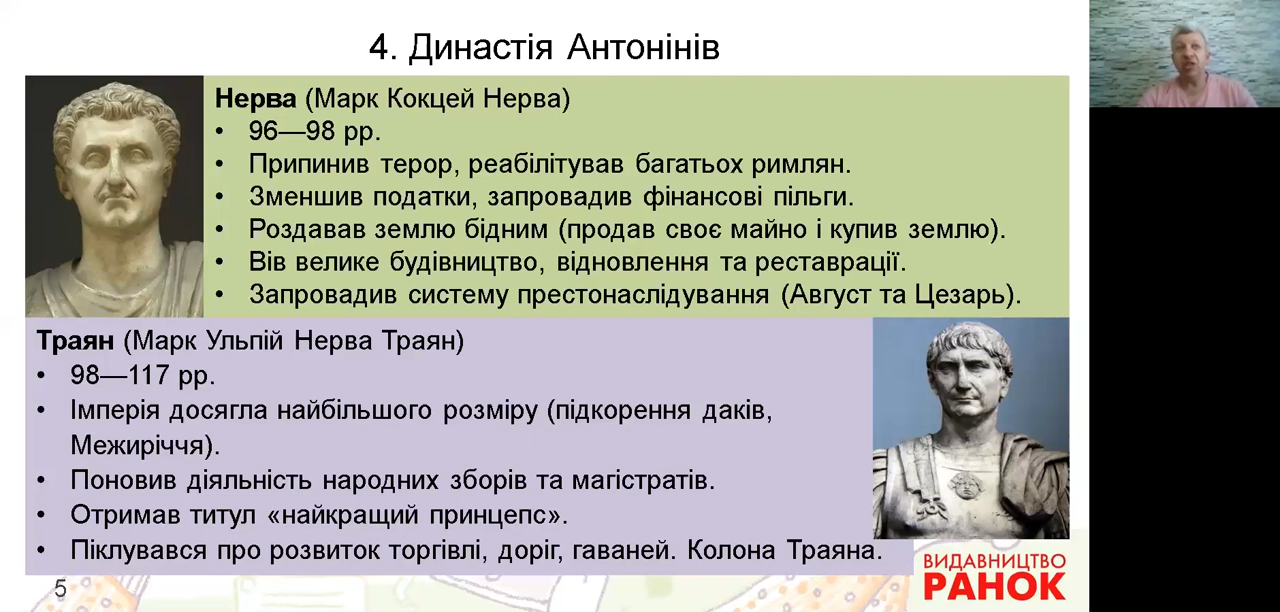 4. Династія Антонінів
Нерва (Марк Кокцей Нерва)
• 96—98 рр.
• Припинив терор, реабілітував багатьох римлян.
• Зменшив податки, запровадив фінансові пільги.
• Роздавав землю бідним (продав своє майно і купив землю).
• Вів велике будівництво, відновлення та реставрації.
• Запровадив систему престонаслідування (Август та Цезарь).
Траян (Марк Ульпій Нерва Траян)
• 98—117 рр.
• Імперія досягла найбільшого розміру (підкорення даків,
Межиріччя).
• Поновив діяльність народних зборів та магістратів.
• Отримав титул «найкращий принцепс».
• Піклувався про розвиток торгівлі, доріг, гаваней. Колона Траяна.
5
ВИДАВНИЦТВО
РАНОК